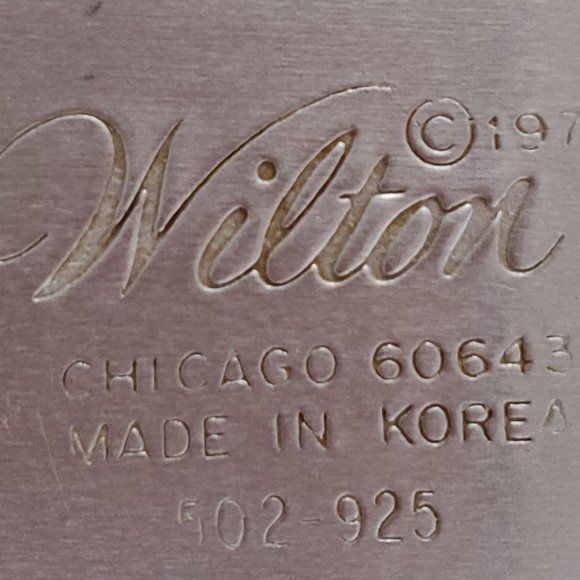 Wilton © 197
CHICAGO 60643
MADE IN KOREA
502-925